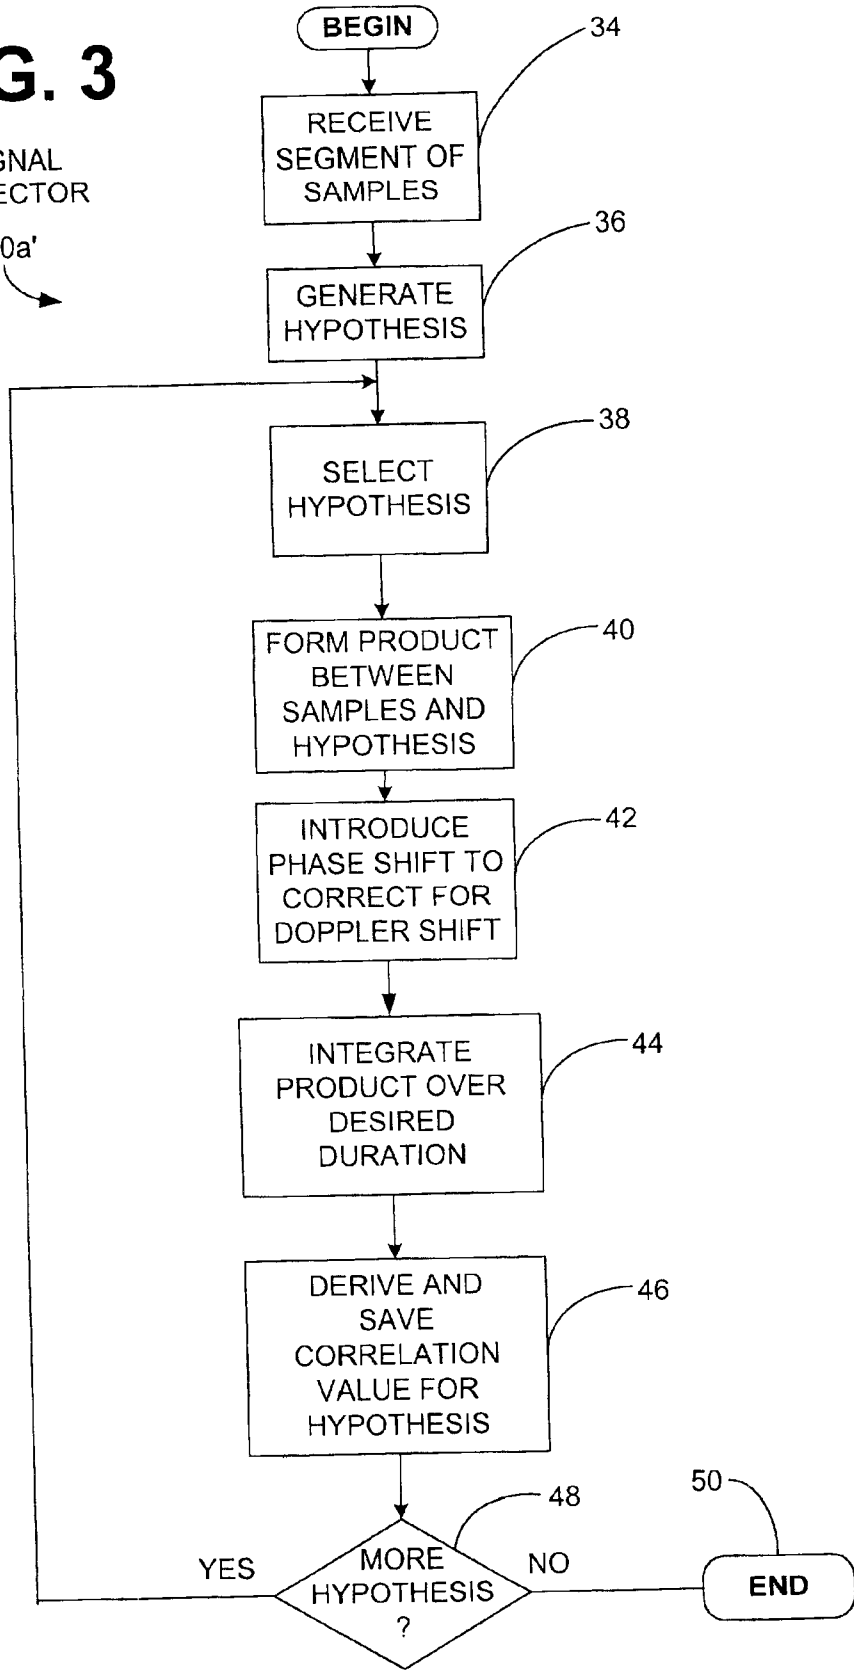 BEGIN
34
G. 3
RECEIVE
SEGMENT OF
SAMPLES
GNAL
ECTOR
0a'
36
GENERATE
HYPOTHESIS
38
SELECT
HYPOTHESIS
40
FORM PRODUCT
BETWEEN
SAMPLES AND
HYPOTHESIS
42
INTRODUCE
PHASE SHIFT TO
CORRECT FOR
DOPPLER SHIFT
44
INTEGRATE
PRODUCT OVER
DESIRED
DURATION
46
DERIVE AND
SAVE
CORRELATION
VALUE FOR
HYPOTHESIS
48
50
YES
MORE
HYPOTHESIS
?
NO
END